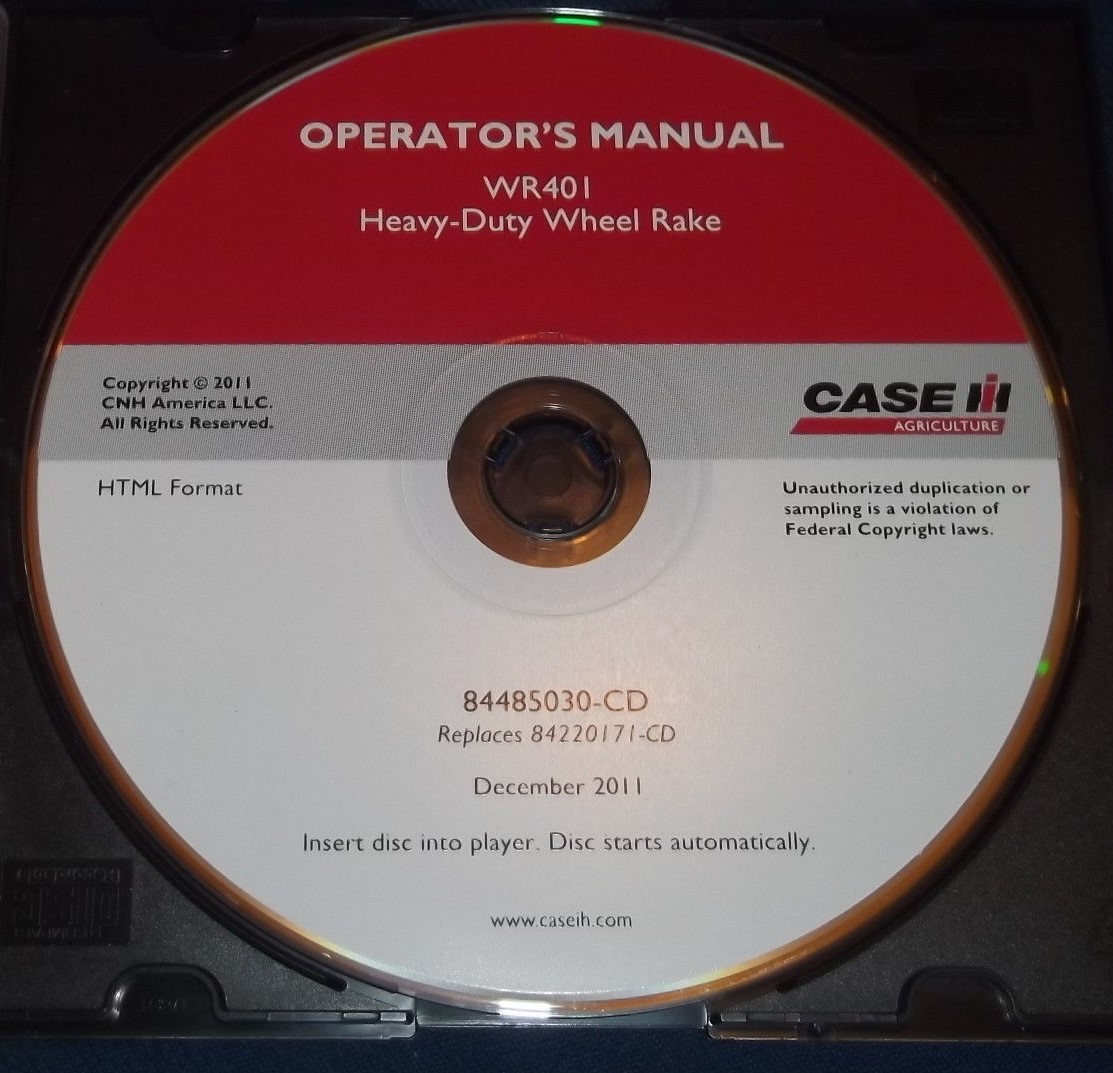 OPERATOR'S MANUAL
WR401
Heavy-Duty Wheel Rake
Copyright © 2011
CNH America LLC.
All Rights Reserved.
CASE IH
AGRICULTURE
HTML Format
Unauthorized duplication or
sampling is a violation of
Federal Copyright laws.
84485030-CD
Replaces 84220171-CD
December 2011
Insert disc into player. Disc starts automatically.
www.caseih.com